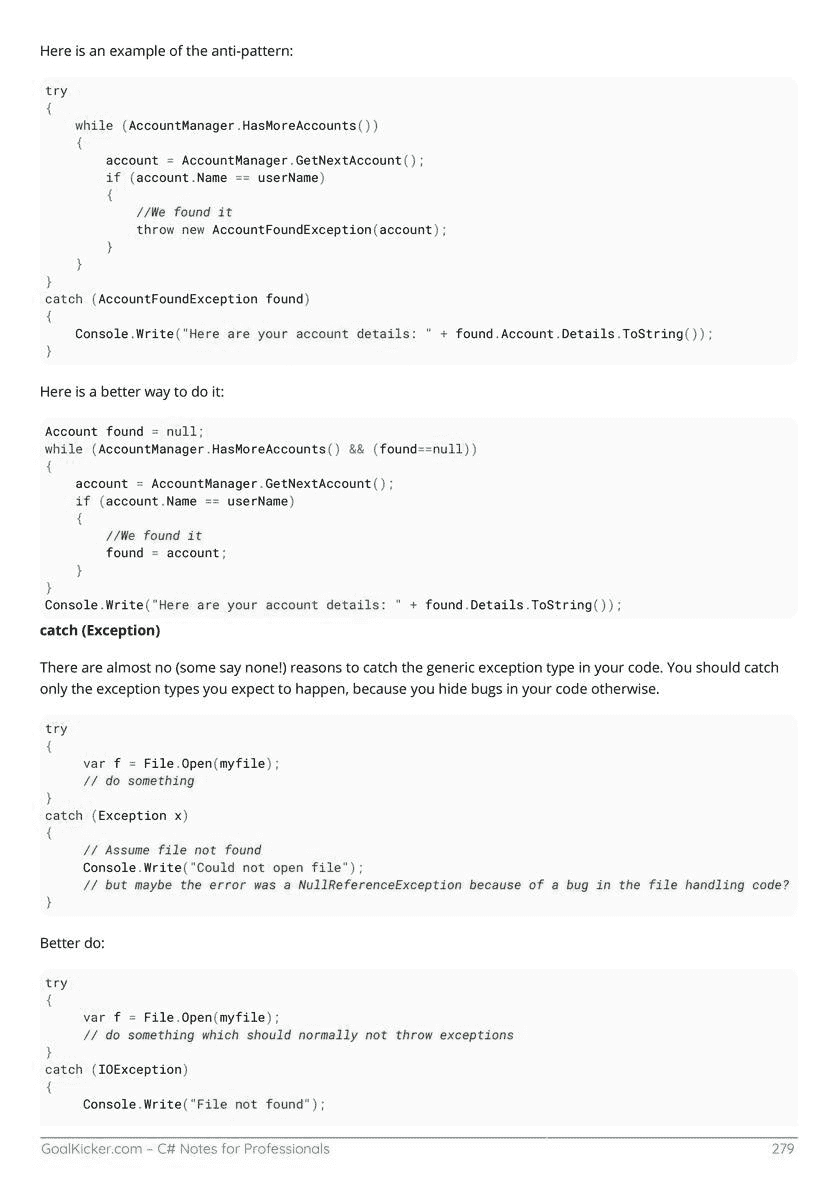 Here is an example of the anti-pattern:
try
{
    while (AccountManager.HasMoreAccounts())
    {
        account = AccountManager.GetNextAccount();
        if (account.Name == userName)
        {
            //We found it
            throw new AccountFoundException(account);
        }
    }
}
catch (AccountFoundException found)
{
    Console.Write("Here are your account details: " + found.Account.Details.ToString());
}
Here is a better way to do it:
Account found = null;
while (AccountManager.HasMoreAccounts() && (found==null))
{
    account = AccountManager.GetNextAccount();
    if (account.Name == userName)
    {
        //We found it
        found = account;
    }
}
Console.Write("Here are your account details: " + found.Details.ToString());
catch (Exception)
There are almost no (some say none!) reasons to catch the generic exception type in your code. You should catch
only the exception types you expect to happen, because you hide bugs in your code otherwise.
try
{
     var f = File.Open(myfile);
     // do something
}
catch (Exception x)
{
     // Assume file not found
     Console.Write("Could not open file");
     // but maybe the error was a NullReferenceException because of a bug in the file handling code?
}
Better do:
try
{
     var f = File.Open(myfile);
     // do something which should normally not throw exceptions
}
catch (IOException)
{
     Console.Write("File not found");
GoalKicker.com – C# Notes for Professionals 279